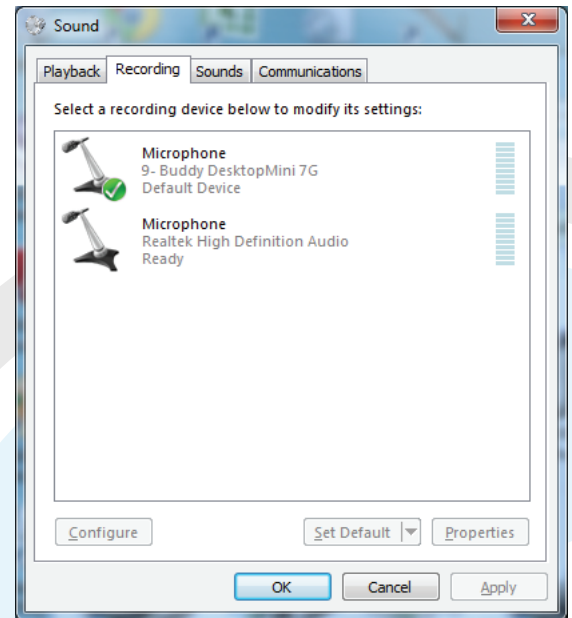 Sound
Playback Recording Sounds Communications
Select a recording device below to modify its settings:
Microphone
9- Buddy DesktopMini 7G
Default Device
Microphone
Realtek High Definition Audio
Ready
Configure Set Default Properties
OK Cancel Apply